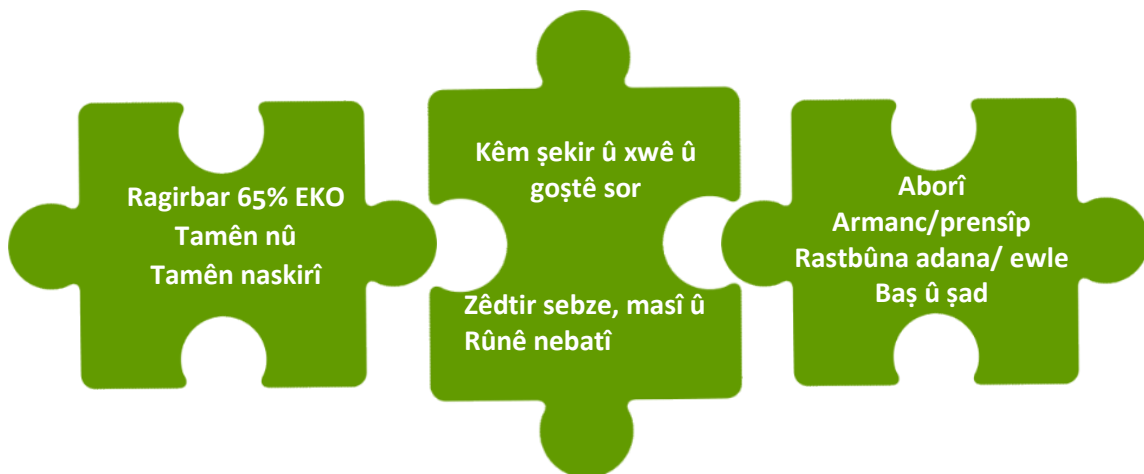 Ragirbar 65% EKO
Tamên nû
Tamên naskirî
Kêm şekir û xwê û
goştê sor
Zêdtir sebze, masî û
Rûnê nebatî
Aborî
Armanc/prensîp
Rastbûna adana/ ewle
Baş û şad